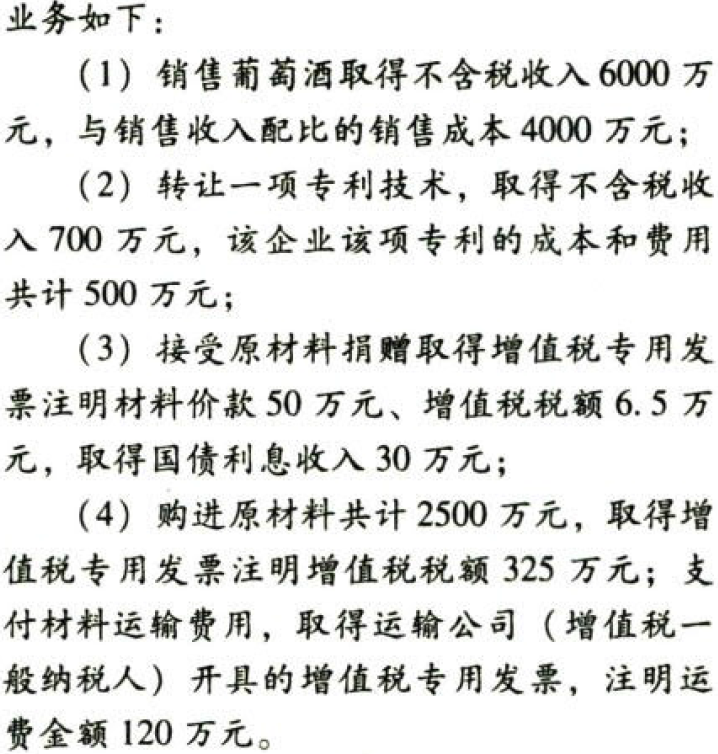 业务如下：
（1）销售葡萄酒取得不含税收入 6000 万
元，与销售收入配比的销售成本 4000 万元；
（2）转让一项专利技术，取得不含税收
入 700 万元，该企业该项专利的成本和费用
共计 500 万元；
（3）接受原材料捐赠取得增值税专用发
票注明材料价款 50 万元、增值税税额 6.5 万
元，取得国债利息收入 30 万元；
（4）购进原材料共计 2500 万元，取得增
值税专用发票注明增值税税额 325 万元；支
付材料运输费用，取得运输公司（增值税一
般纳税人）开具的增值税专用发票，注明运
费金额 120 万元。